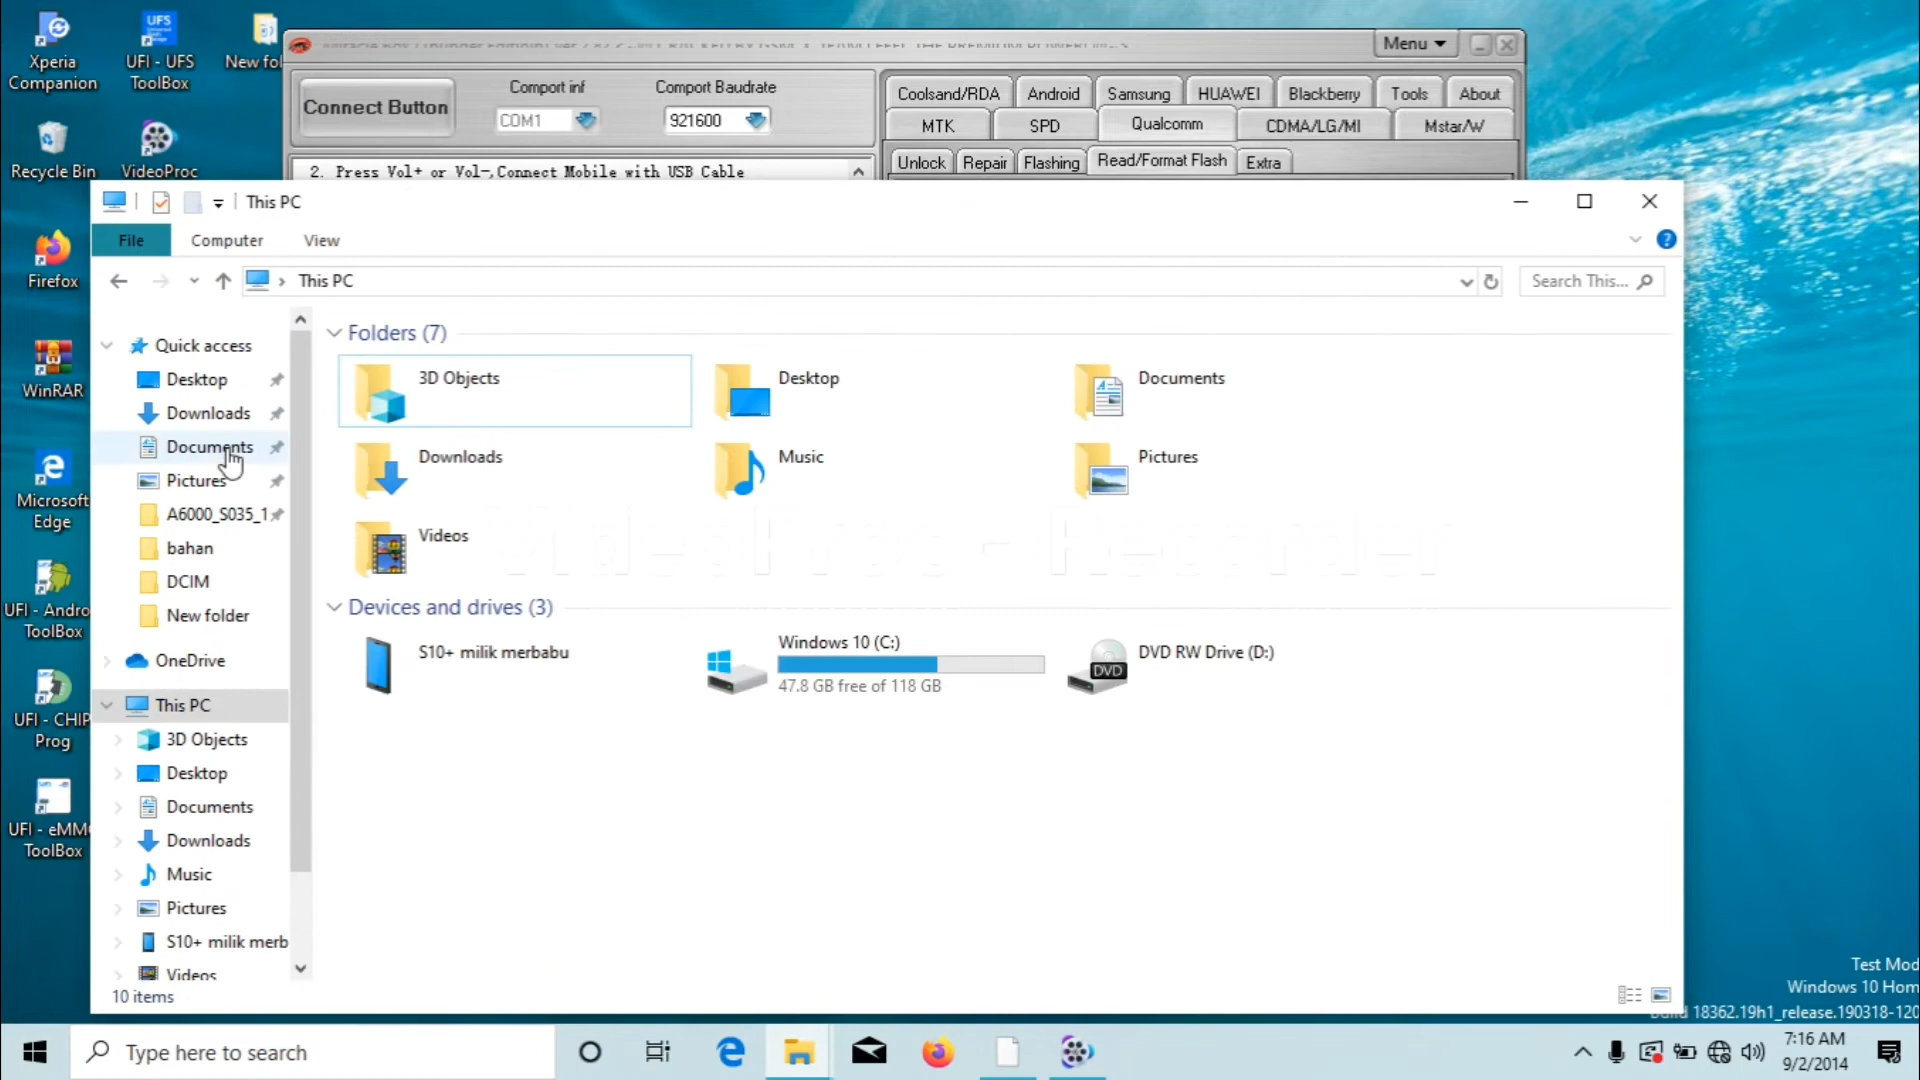 Xperia
Companion
UFS
UFI - UFS
ToolBox
New fol
Recycle Bin
VideoProc
Firefox
WinRAR
Microsoft
Edge
UFI - Andro
ToolBox
UFI - CHIP
Prog
UFI - eMM
ToolBox
Menu
Connect Button
Comport inf
COM1
Comport Baudrate
921600
Coolsand/RDA
Android
Samsung
HUAWEI
Blackberry
Tools
About
MTK
SPD
Qualcomm
CDMA/LG/MI
Mstar/W
Unlock
Repair
Flashing
Read/Format Flash
Extra
2. Press Vol+ or Vol-,Connect Mobile with USB Cable
This PC
File
Computer
View
This PC
Search This...
Quick access
Desktop
Downloads
Documents
Pictures
A6000_S035_1
bahan
DCIM
New folder
OneDrive
This PC
3D Objects
Desktop
Documents
Downloads
Music
Pictures
S10+ milik merb
Videos
Folders (7)
3D Objects
Desktop
Documents
Downloads
Music
Pictures
Videos
Devices and drives (3)
S10+ milik merbabu
Windows 10 (C:)
47.8 GB free of 118 GB
DVD
DVD RW Drive (D:)
VideoProc - Recorder
10 items
Test Mod
Windows 10 Hom
Build 18362.19h1_release.190318-120
Type here to search
7:16 AM
9/2/2014